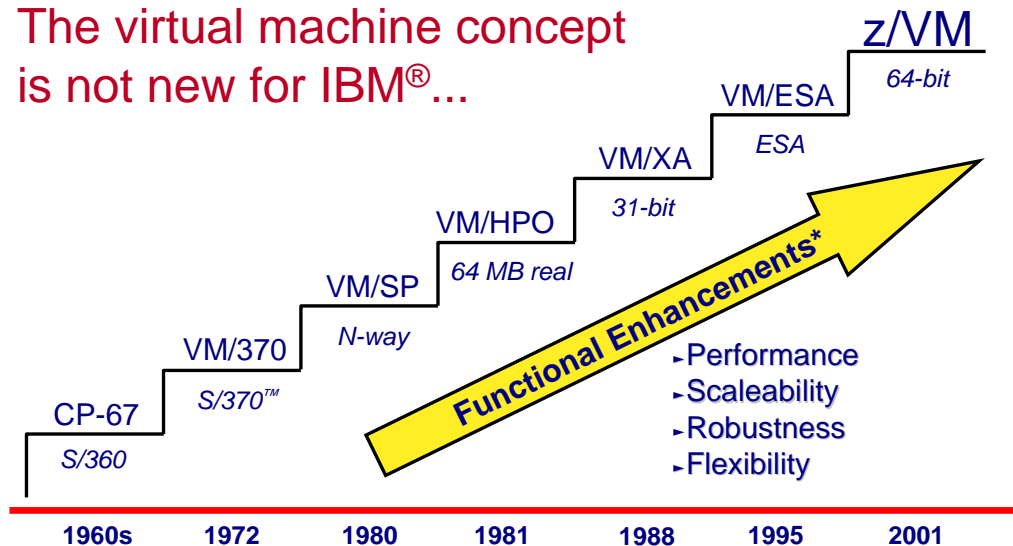 The virtual machine concept
is not new for IBM®...
z/VM
64-bit
VM/ESA
ESA
VM/XA
31-bit
VM/HPO
64 MB real
VM/SP
N-way
VM/370
S/370™
CP-67
S/360
Functional Enhancements*
►Performance
►Scaleability
►Robustness
►Flexibility
1960s 1972 1980 1981 1988 1995 2001